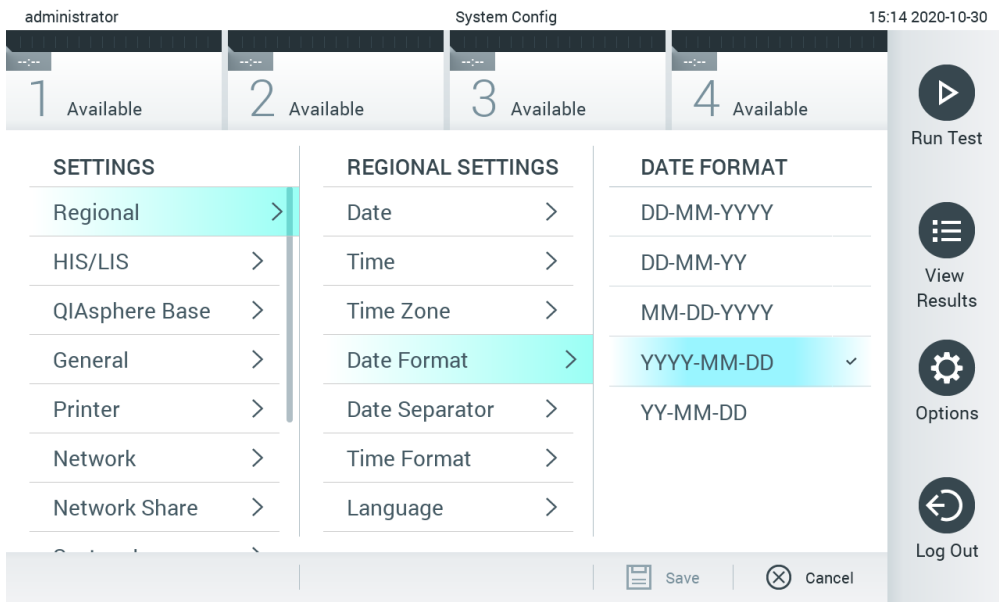 administrator
System Config
15:14 2020-10-30
--:--
1 Available
--:--
2 Available
--:--
3 Available
--:--
4 Available
SETTINGS
Regional
HIS/LIS
QIAsphere Base
General
Printer
Network
Network Share
REGIONAL SETTINGS
Date
Time
Time Zone
Date Format
Date Separator
Time Format
Language
DATE FORMAT
DD-MM-YYYY
DD-MM-YY
MM-DD-YYYY
YYYY-MM-DD
YY-MM-DD
Save
Cancel
Run Test
View
Results
Options
Log Out